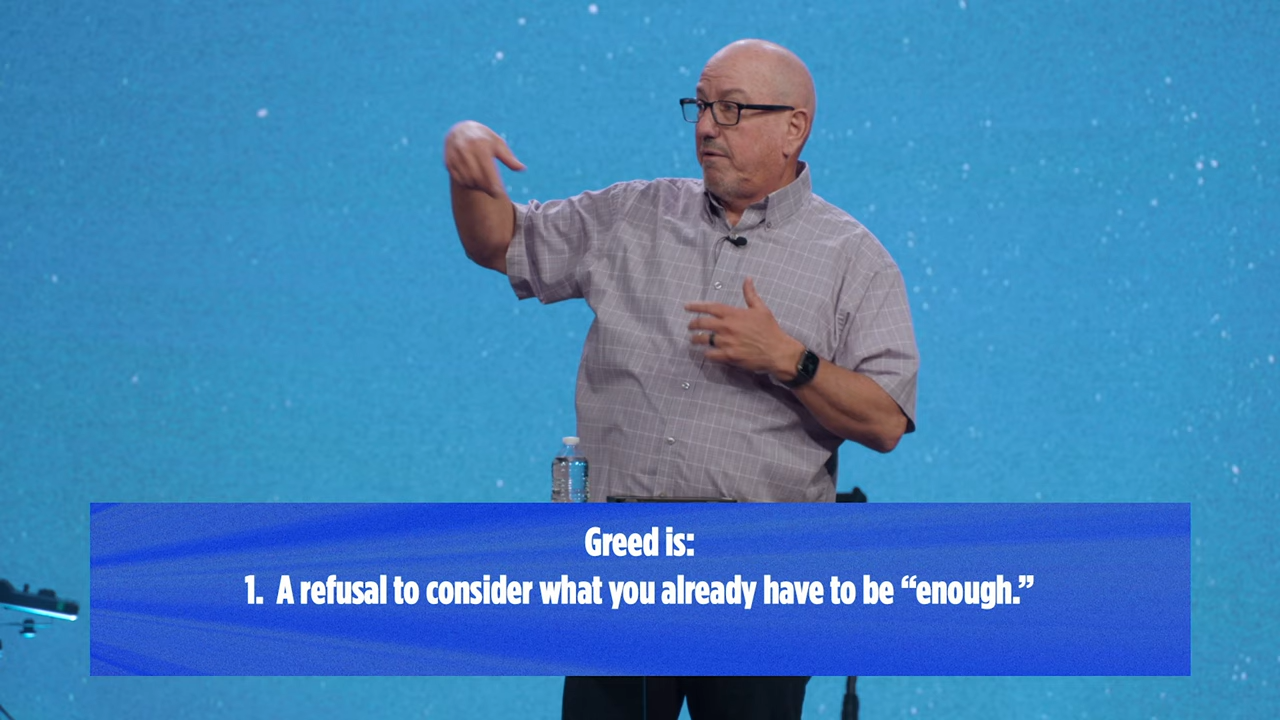 Greed is:
1. A refusal to consider what you already have to be “enough.”